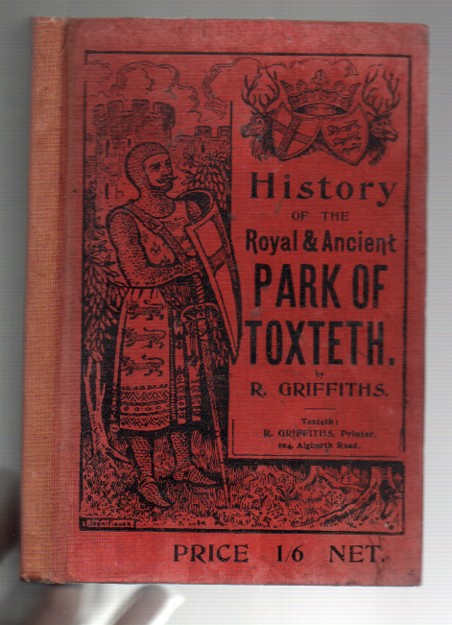 History
OF THE
Royal & Ancient
PARK OF
TOXTETH.
by
R. GRIFFITHS.
Toxteth:
R. GRIFFITHS, Printer,
204, Aigburth Road.
PRICE 1/6 NET.